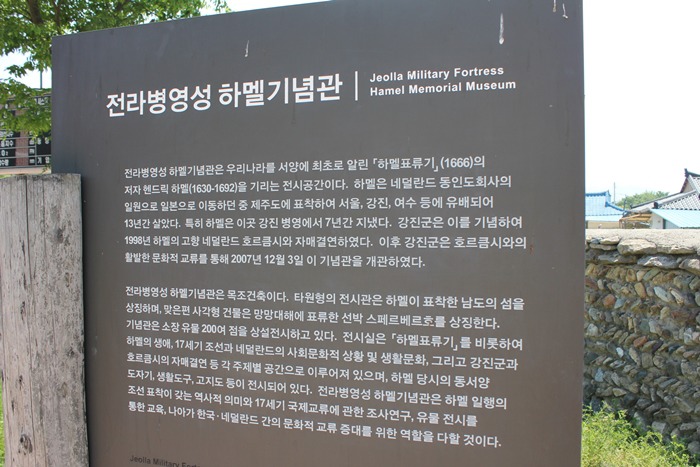 전라병영성 하멜기념관
Jeolla Military Fortress
Hamel Memorial Museum
전라병영성 하멜기념관은 우리나라를 서양에 최초로 알린 「하멜표류기」(1666)의
저자 헨드릭 하멜(1630-1692)을 기리는 전시공간이다. 하멜은 네덜란드 동인도회사의
일원으로 일본으로 이동하던 중 제주도에 표착하여 서울, 강진, 여수 등에 유배되어
13년간 살았다. 특히 하멜은 이곳 강진 병영에서 7년간 지냈다. 강진군은 이를 기념하여
1998년 하멜의 고향 네덜란드 호르큼시와 자매결연하였다. 이후 강진군은 호르큼시와의
활발한 문화적 교류를 통해 2007년 12월 3일 이 기념관을 개관하였다.
전라병영성 하멜기념관은 목조건축이다. 타원형의 전시관은 하멜이 표착한 남도의 섬을
상징하며, 맞은편 사각형 건물은 망망대해에 표류한 선박 스페르베르호를 상징한다.
기념관은 소장 유물 200여 점을 상설전시하고 있다. 전시실은 「하멜표류기」를 비롯하여
하멜의 생애, 17세기 조선과 네덜란드의 사회문화적 상황 및 생활문화, 그리고 강진군과
호르큼시의 자매결연 등 각 주제별 공간으로 이루어져 있으며, 하멜 당시의 동서양
도자기, 생활도구, 고지도 등이 전시되어 있다. 전라병영성 하멜기념관은 하멜 일행의
조선 표착이 갖는 역사적 의미와 17세기 국제교류에 관한 조사연구, 유물 전시를
통한 교육, 나아가 한국·네덜란드 간의 문화적 교류 증대를 위한 역할을 다할 것이다.
Jeolla Military